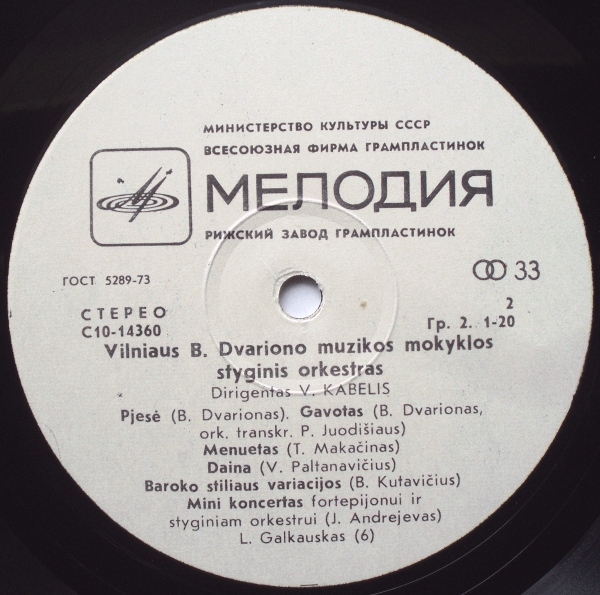 МИНИСТЕРСТВО КУЛЬТУРЫ СССР
ВСЕСОЮЗНАЯ ФИРМА ГРАМПЛАСТИНОК
МЕЛОДИЯ
РИЖСКИЙ ЗАВОД ГРАМПЛАСТИНОК
ГОСТ 5289-73
33
СТЕРЕО
2
С10-14360
Гр. 2. 1-20
Vilniaus B. Dvariono muzikos mokyklos
styginis orkestras
Dirigentas V. KABELIS
Pjesė (B. Dvarionas). Gavotas (B. Dvarionas,
ork. transkr. P. Juodišiaus)
Menuetas (T. Makačinas)
Daina (V. Paltanavičius)
Baroko stiliaus variacijos (B. Kutavičius)
Mini koncertas fortepijonui ir
styginiam orkestrui (J. Andrejevas)
L. Galkauskas (6)